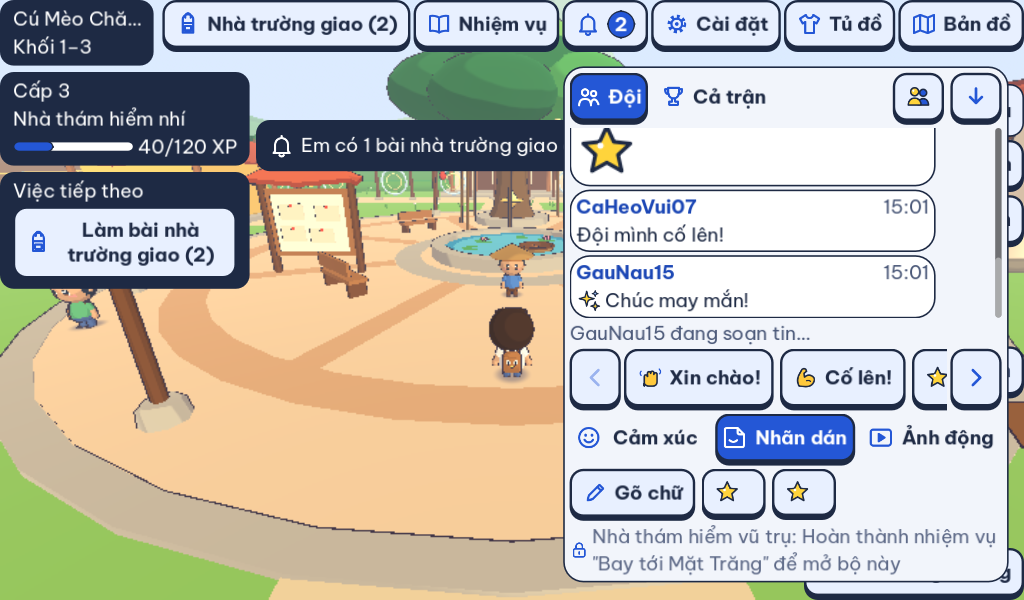 Cú Mèo Chă...
Khối 1–3
Nhà trường giao (2)
Nhiệm vụ
2
Cài đặt
Tủ đồ
Bản đồ
Cấp 3
Nhà thám hiểm nhí
40/120 XP
Em có 1 bài nhà trường giao
Việc tiếp theo
Làm bài nhà
trường giao (2)
Đội
Cả trận
CaHeoVui07
15:01
Đội mình cố lên!
GauNau15
15:01
Chúc may mắn!
GauNau15 đang soạn tin...
Xin chào!
Cố lên!
Cảm xúc
Nhãn dán
Ảnh động
Gõ chữ
Nhà thám hiểm vũ trụ: Hoàn thành nhiệm vụ
"Bay tới Mặt Trăng" để mở bộ này